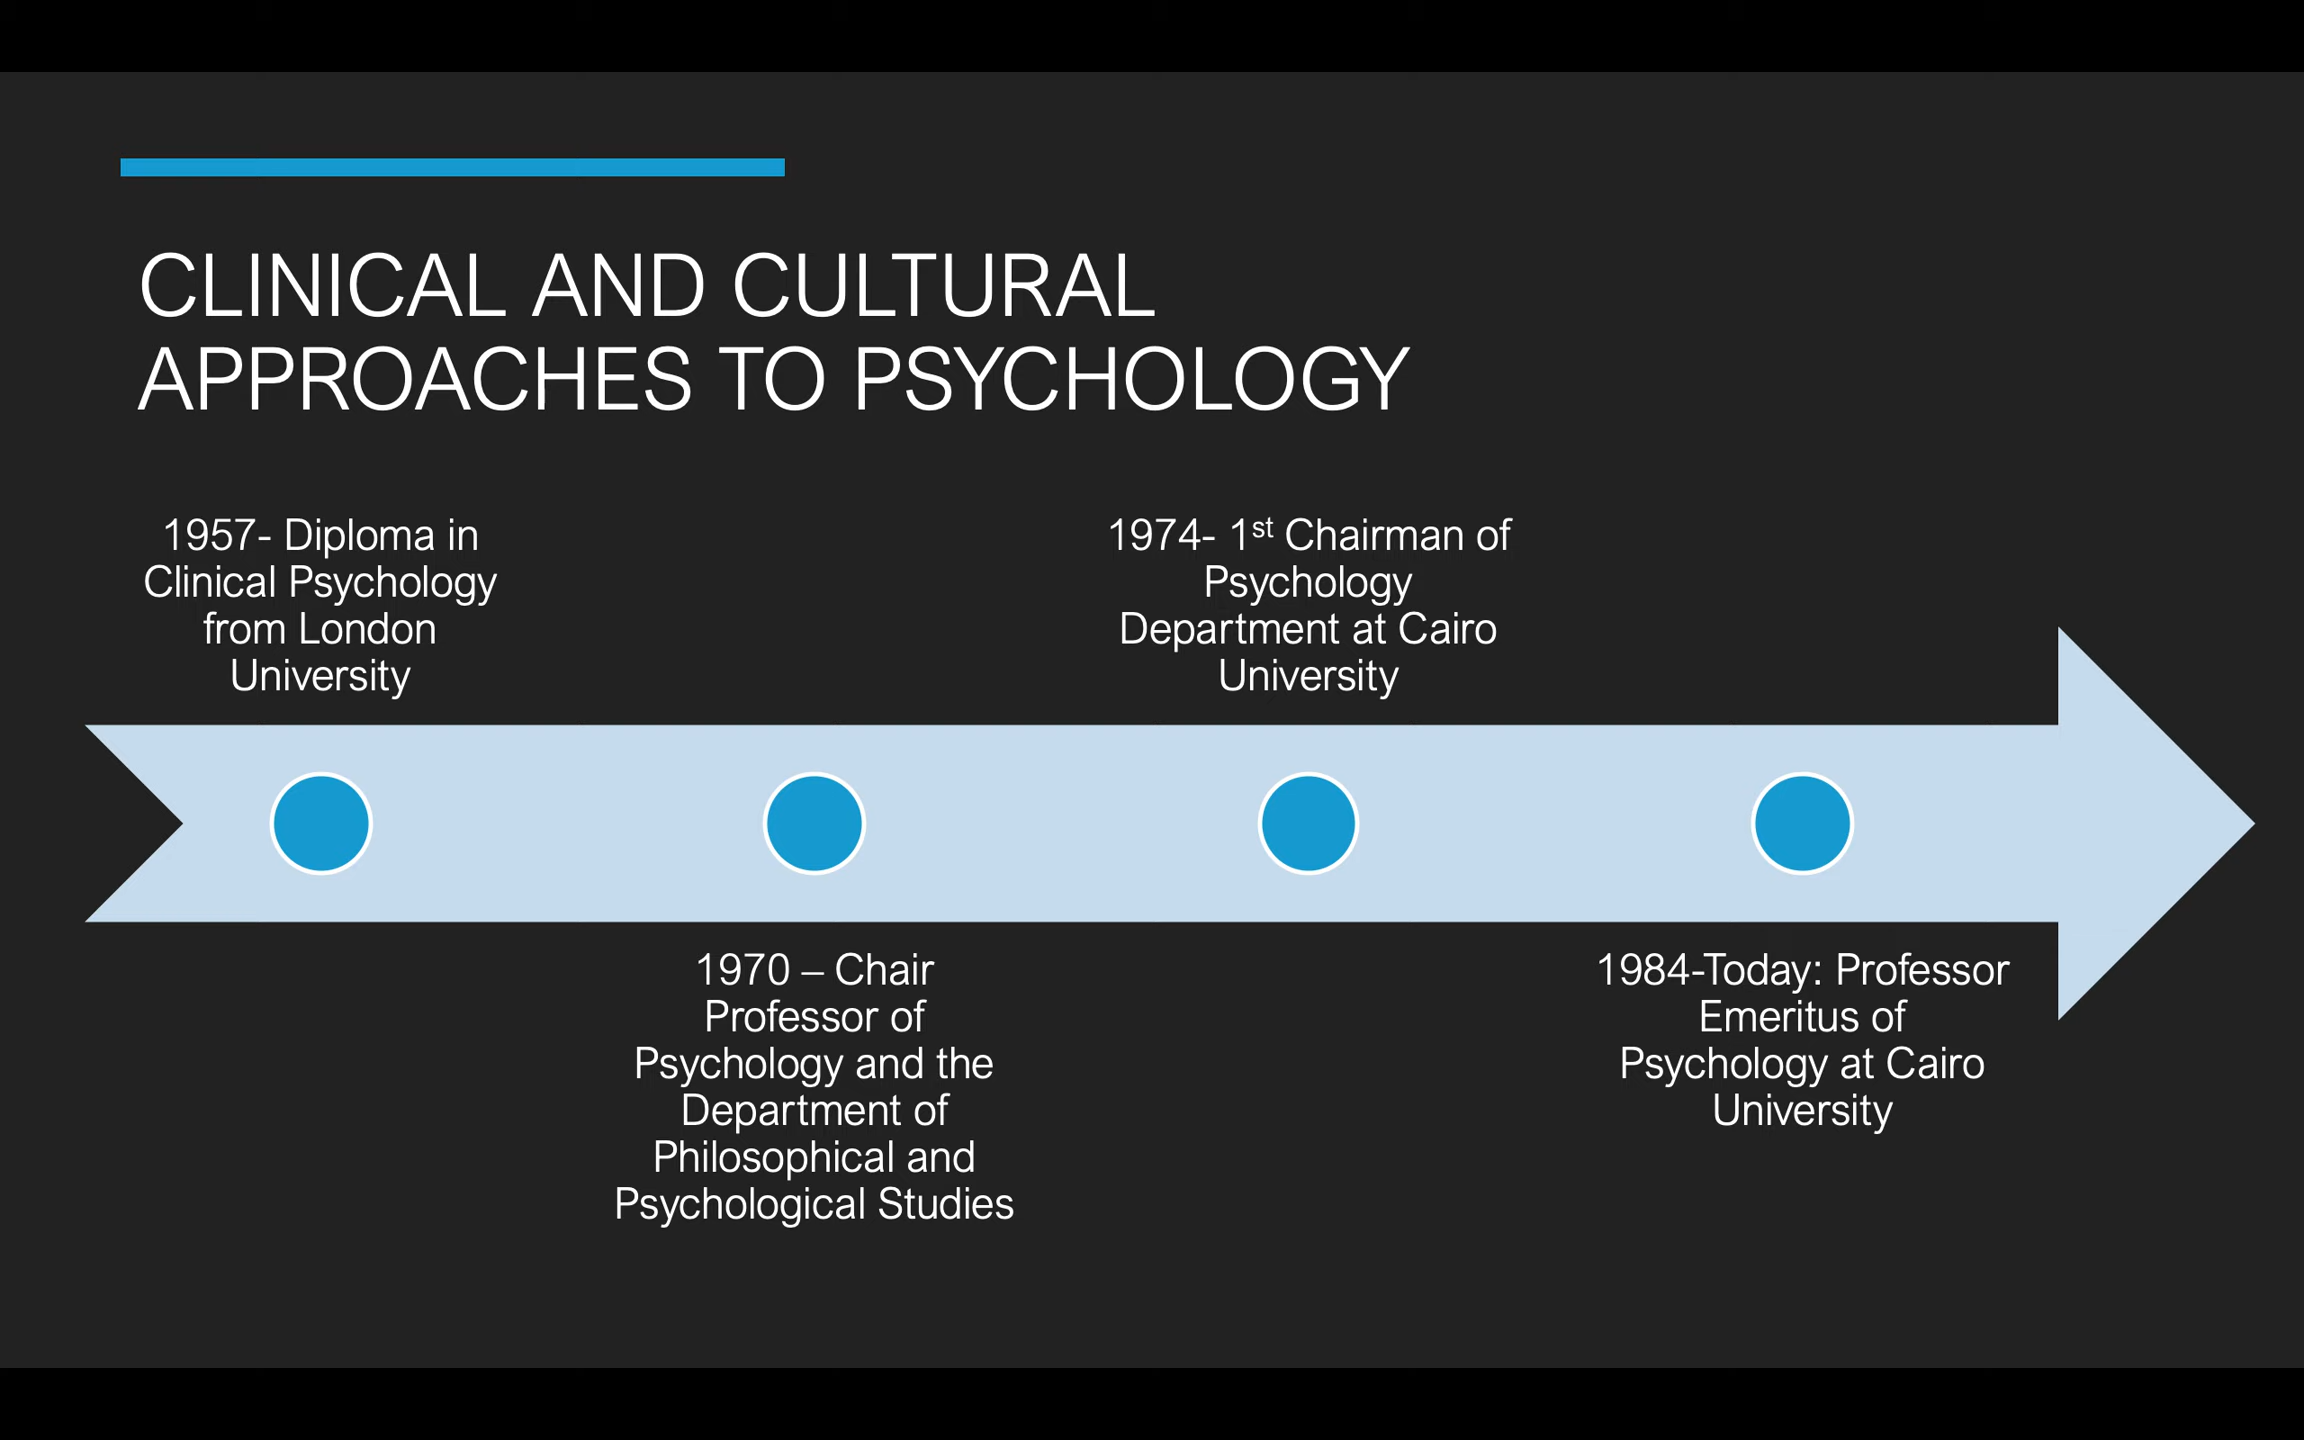 CLINICAL AND CULTURAL
APPROACHES TO PSYCHOLOGY
1957- Diploma in
Clinical Psychology
from London
University
1970 – Chair
Professor of
Psychology and the
Department of
Philosophical and
Psychological Studies
1974- 1st Chairman of
Psychology
Department at Cairo
University
1984-Today: Professor
Emeritus of
Psychology at Cairo
University